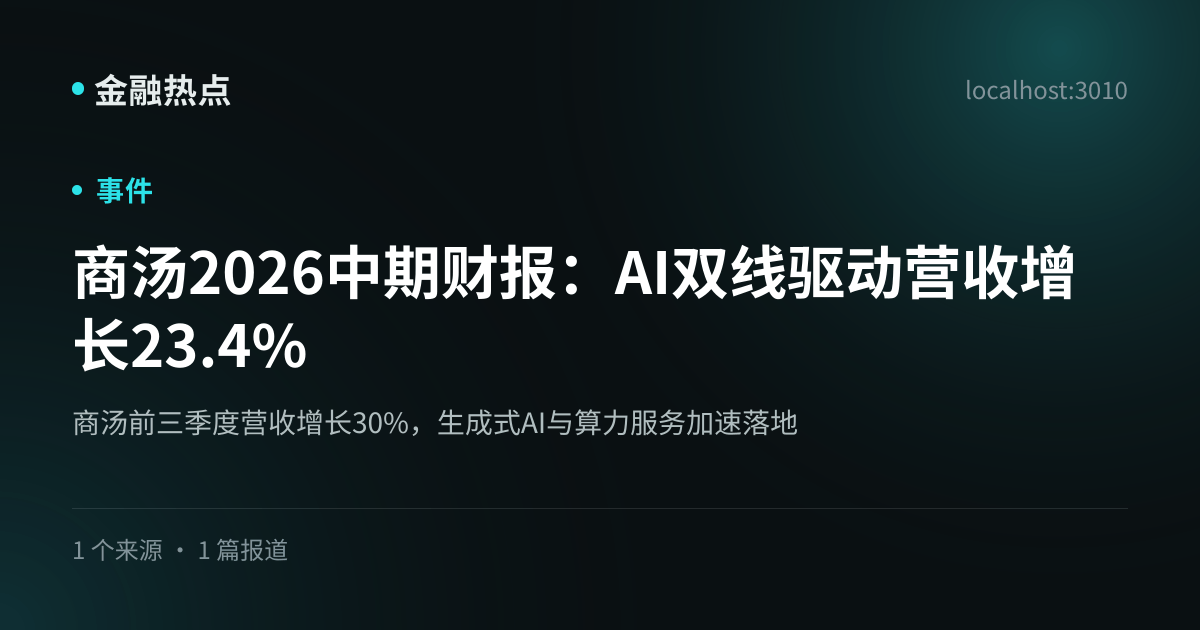 金融热点
localhost:3010
事件
商汤2026中期财报：AI双线驱动营收增
长23.4%
商汤前三季度营收增长30%，生成式AI与算力服务加速落地
1 个来源 · 1 篇报道